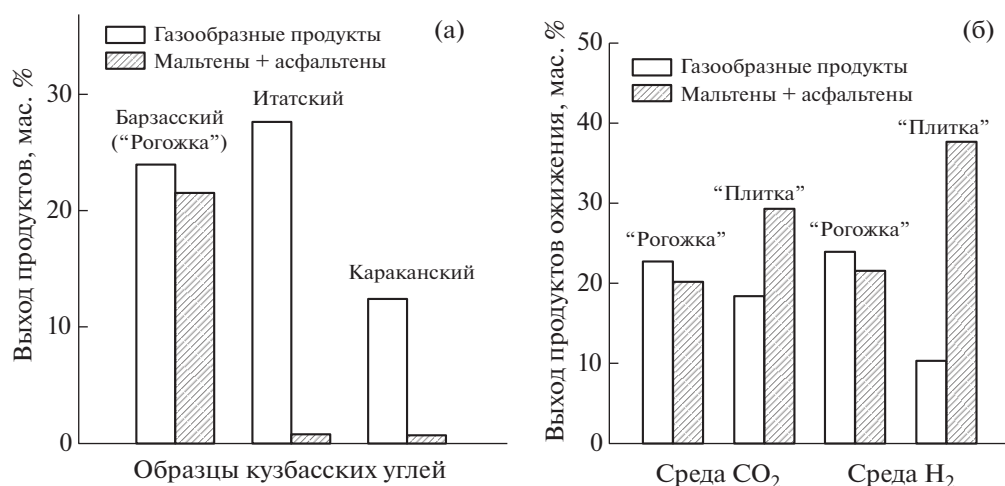 (а)
Газообразные продукты
Мальтены + асфальтены
Выход продуктов, мас. %
30
20
10
0
Барзасский
(“Рогожка”)
Итатский
Караканский
Образцы кузбасских углей
(б)
Газообразные продукты
Мальтены + асфальтены
Выход продуктов ожижения, мас. %
50
40
30
20
10
0
“Рогожка”
“Плитка”
“Рогожка”
“Плитка”
Среда CO₂
Среда H₂